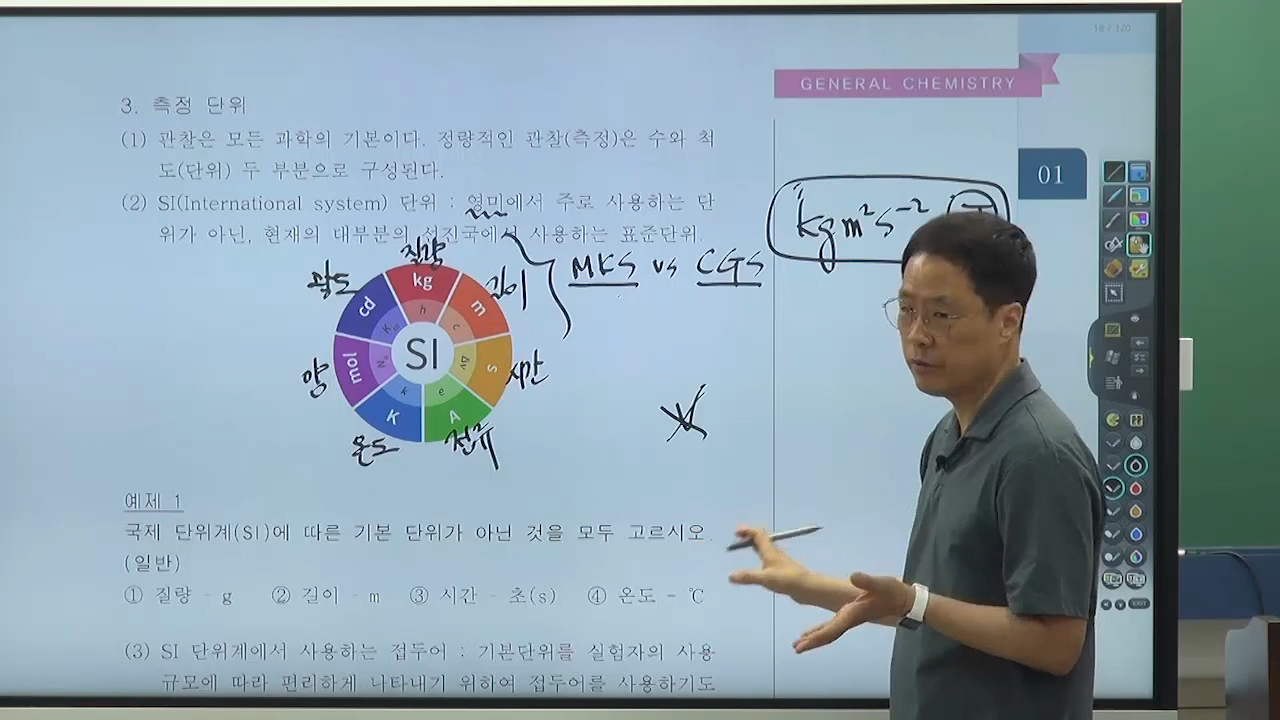 18 / 120
GENERAL CHEMISTRY
01
3. 측정 단위
(1) 관찰은 모든 과학의 기본이다. 정량적인 관찰(측정)은 수와 척
도(단위) 두 부분으로 구성된다.
(2) SI(International system) 단위 : 영미에서 주로 사용하는 단
위가 아닌, 현재의 대부분의 선진국에서 사용하는 표준단위.
kg m² s⁻²
MKS vs CGS
질량
길이
시간
전류
온도
양
광도
kg
m
s
A
K
mol
cd
h
c
Δν
e
k
SI
예제 1
국제 단위계(SI)에 따른 기본 단위가 아닌 것을 모두 고르시오.
(일반)
① 질량 - g ② 길이 - m ③ 시간 - 초(s) ④ 온도 - ℃
(3) SI 단위계에서 사용하는 접두어 : 기본단위를 실험자의 사용
규모에 따라 편리하게 나타내기 위하여 접두어를 사용하기도
EXIT